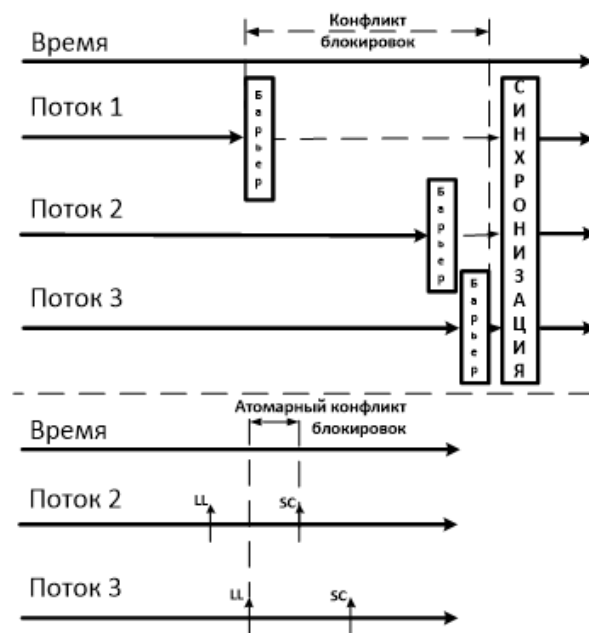 Конфликт
блокировок
Время
Поток 1
Барьер
СИНХРОНИЗАЦИЯ
Поток 2
Барьер
Поток 3
Барьер
Атомарный конфликт
блокировок
Время
Поток 2
LL
SC
Поток 3
LL
SC